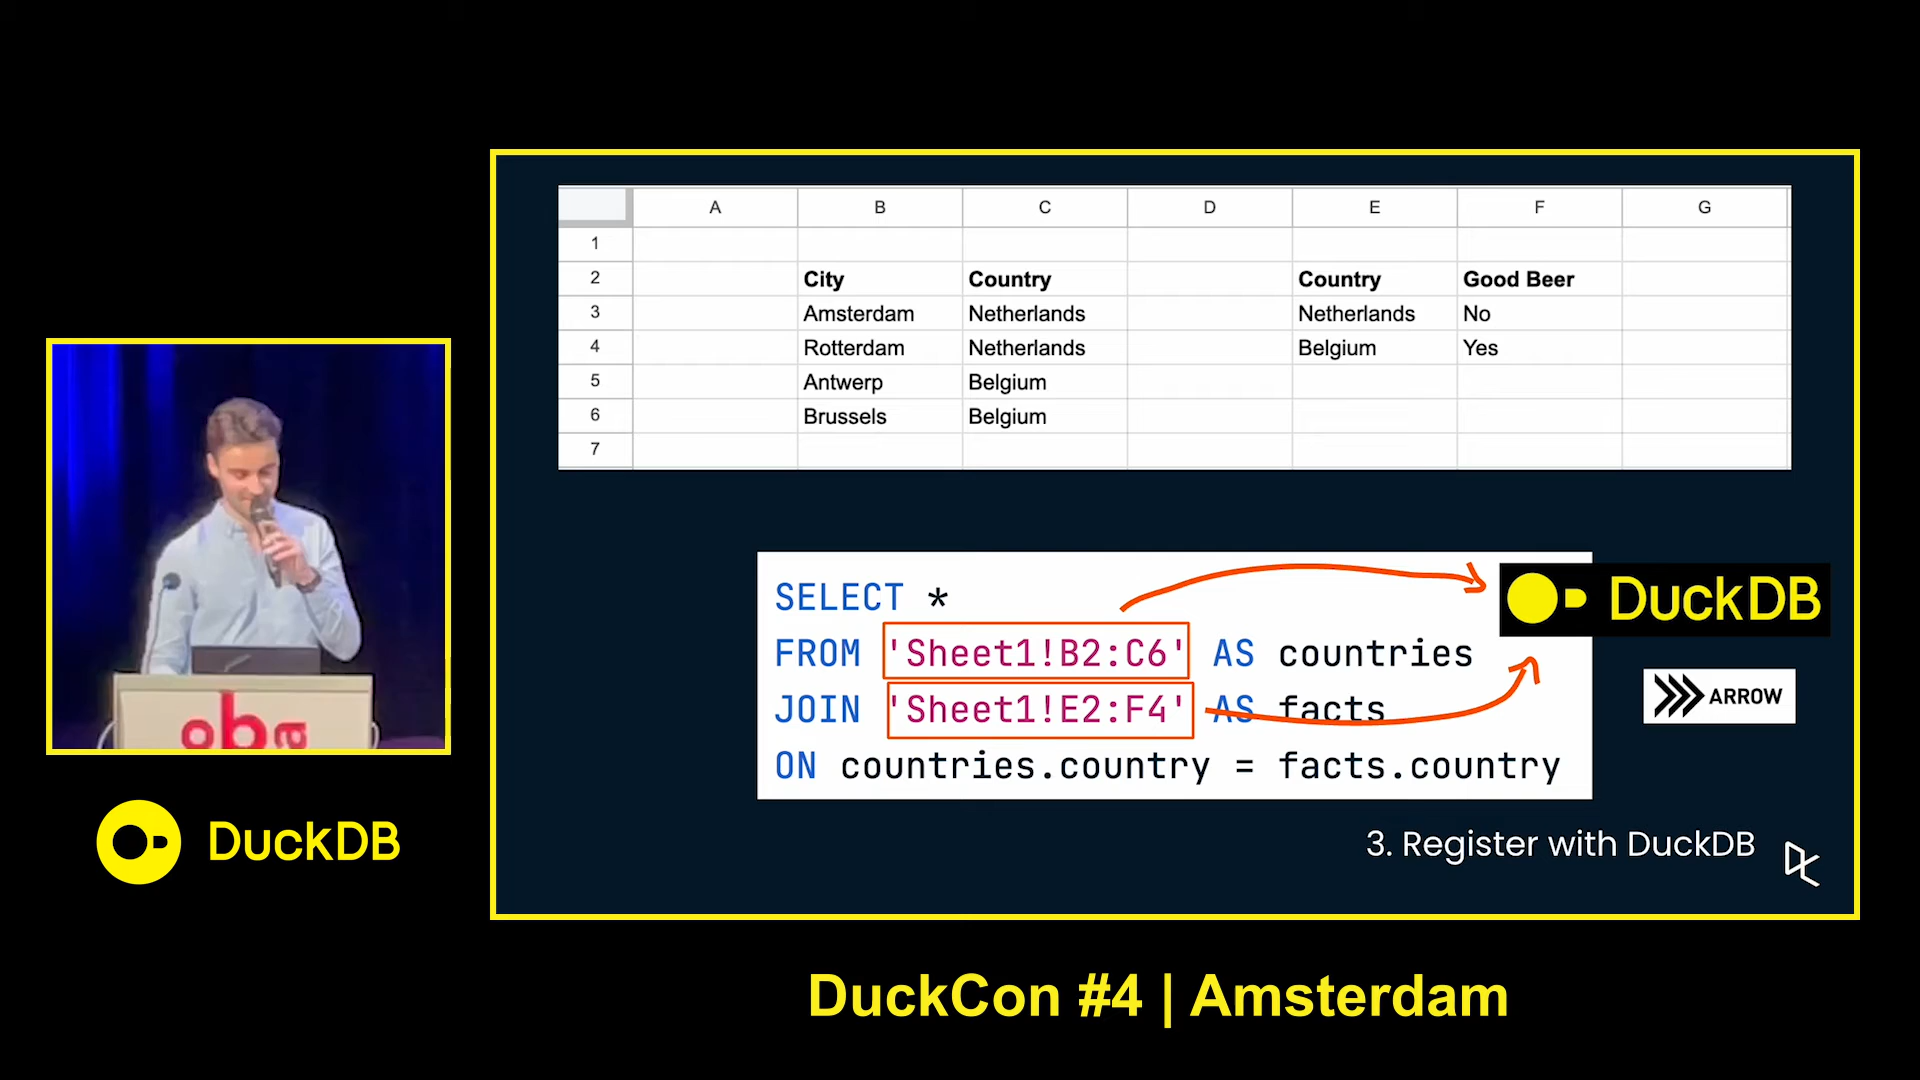 A B C D E F G
1
2 City Country Country Good Beer
3 Amsterdam Netherlands Netherlands No
4 Rotterdam Netherlands Belgium Yes
5 Antwerp Belgium
6 Brussels Belgium
7
SELECT *
FROM 'Sheet1!B2:C6' AS countries
JOIN 'Sheet1!E2:F4' AS facts
ON countries.country = facts.country
DuckDB
ARROW
3. Register with DuckDB
oba
DuckDB
DuckCon #4 | Amsterdam